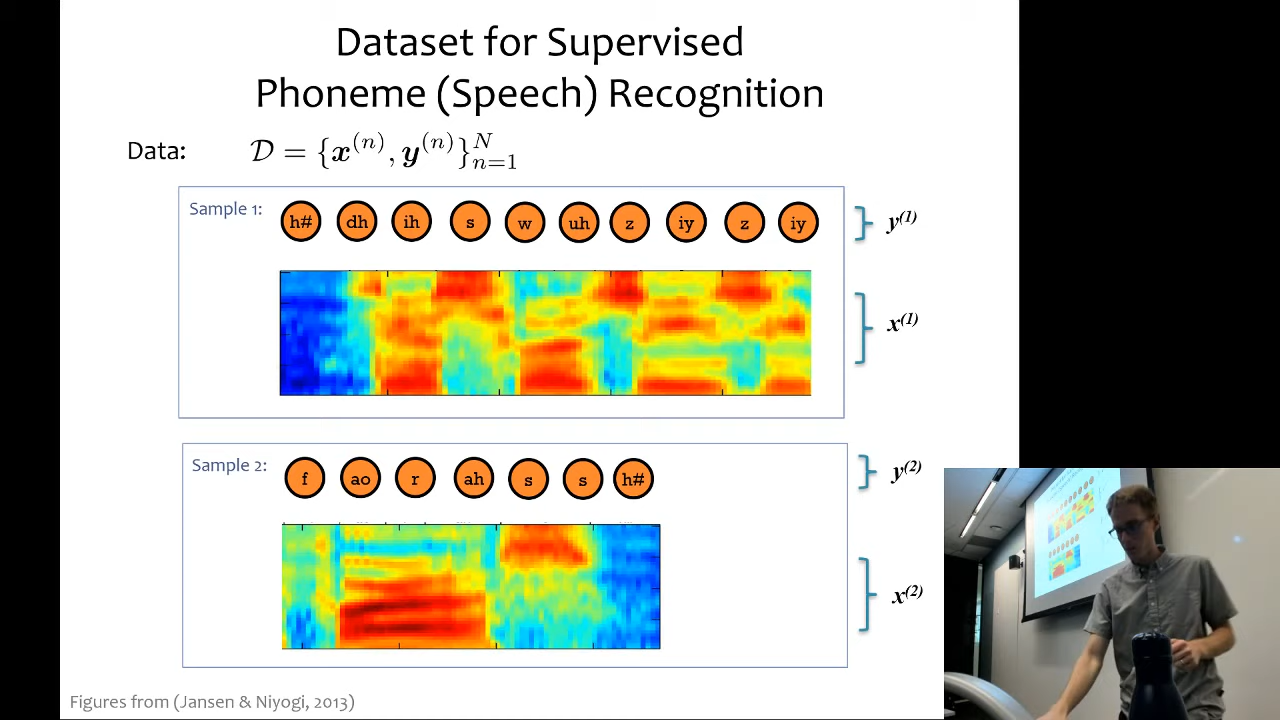 Dataset for Supervised
Phoneme (Speech) Recognition
Data: 𝒟 = {x^(n), y^(n)}_{n=1}^N
Sample 1: h# dh ih s w uh z iy z iy y^(1)
x^(1)
Sample 2: f ao r ah s s h# y^(2)
x^(2)
Figures from (Jansen & Niyogi, 2013)